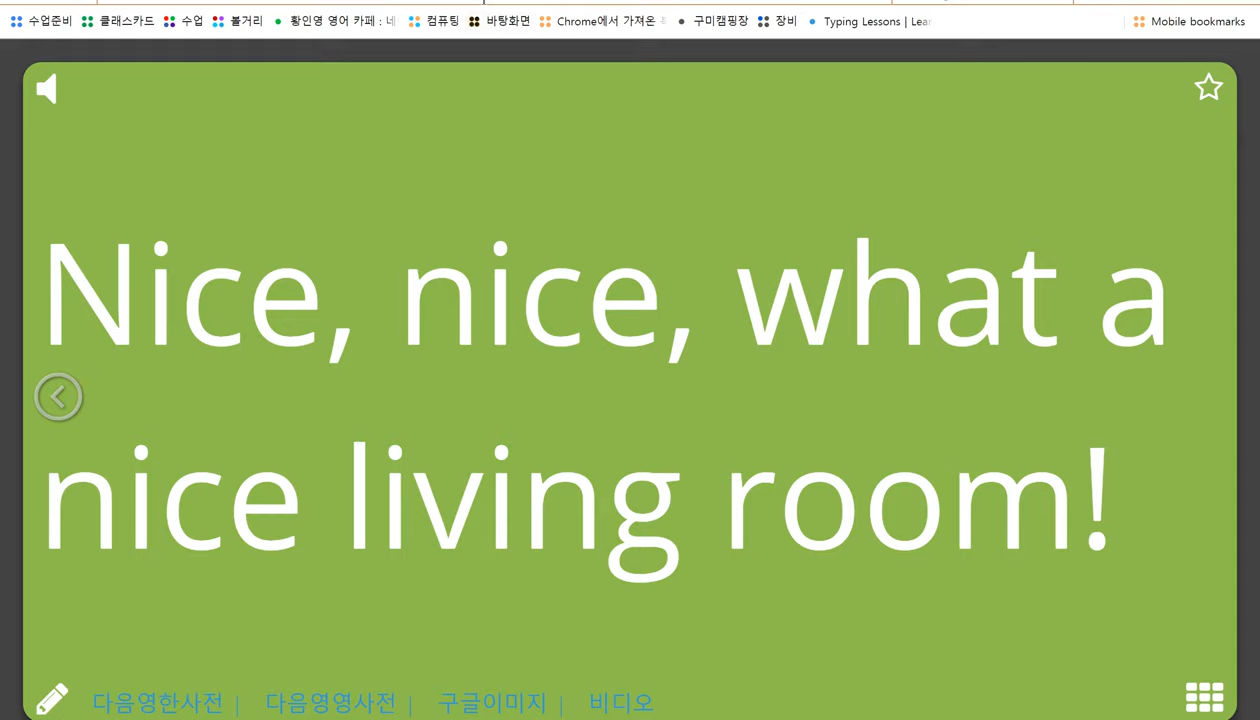 수업준비 클래스카드 수업 볼거리 황인영 영어 카페 : 네 컴퓨팅 바탕화면 Chrome에서 가져온 구미캠핑장 장비 Typing Lessons | Lear Mobile bookmarks
Nice, nice, what a
nice living room!
다음영한사전 | 다음영영사전 | 구글이미지 | 비디오